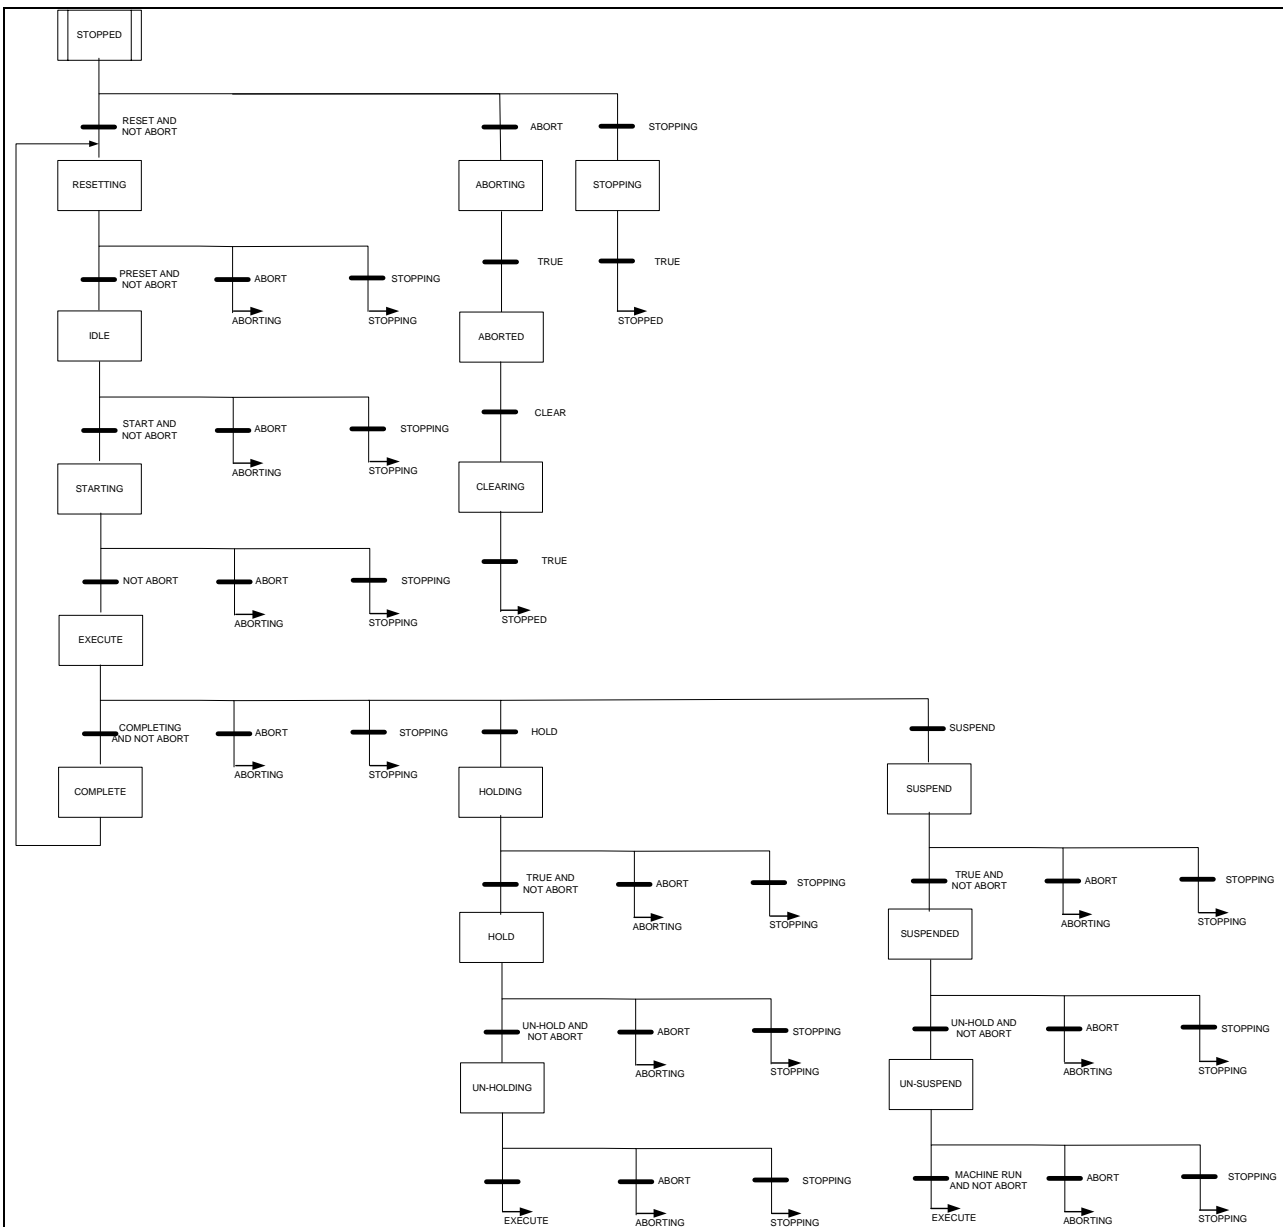 STOPPED
RESET AND
NOT ABORT
ABORT
STOPPING
RESETTING
ABORTING
STOPPING
PRESET AND
NOT ABORT
ABORT
STOPPING
TRUE
TRUE
ABORTING
STOPPING
STOPPED
IDLE
ABORTED
START AND
NOT ABORT
ABORT
STOPPING
CLEAR
ABORTING
STOPPING
STARTING
CLEARING
NOT ABORT
ABORT
STOPPING
TRUE
ABORTING
STOPPING
STOPPED
EXECUTE
COMPLETING
AND NOT ABORT
ABORT
STOPPING
HOLD
SUSPEND
ABORTING
STOPPING
COMPLETE
HOLDING
SUSPEND
TRUE AND
NOT ABORT
ABORT
STOPPING
TRUE AND
NOT ABORT
ABORT
STOPPING
ABORTING
STOPPING
ABORTING
STOPPING
HOLD
SUSPENDED
UN-HOLD AND
NOT ABORT
ABORT
STOPPING
UN-HOLD AND
NOT ABORT
ABORT
STOPPING
ABORTING
STOPPING
ABORTING
STOPPING
UN-HOLDING
UN-SUSPEND
ABORT
STOPPING
MACHINE RUN
AND NOT ABORT
ABORT
STOPPING
EXECUTE
ABORTING
STOPPING
EXECUTE
ABORTING
STOPPING